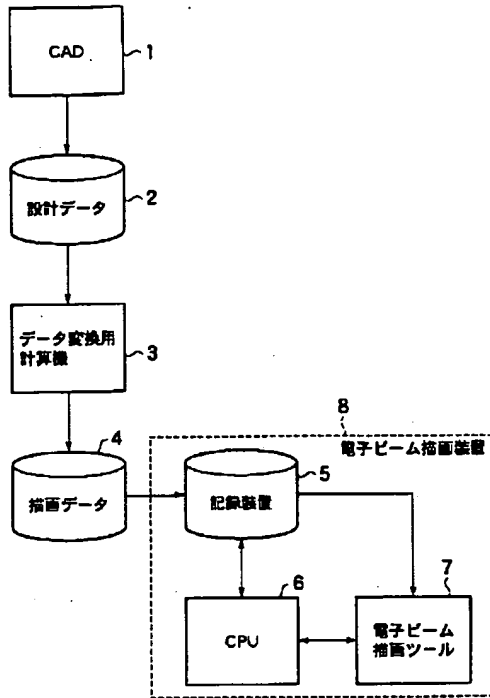 CAD
1
設計データ
2
データ変換用
計算機
3
4
描画データ
8
電子ビーム描画装置
5
記録装置
6
CPU
7
電子ビーム
描画ツール